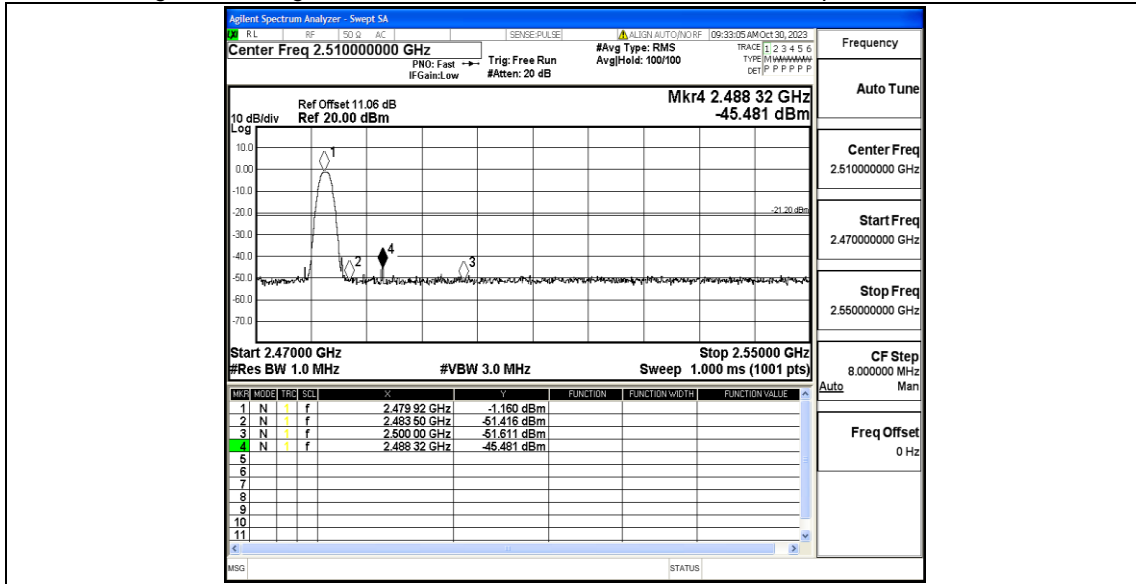 Agilent Spectrum Analyzer - Swept SA
RL RF 50 Ω AC SENSE:PULSE ALIGN AUTO/NO RF 09:33:05 AM Oct 30, 2023
Center Freq 2.510000000 GHz
PNO: Fast
IFGain:Low
Trig: Free Run
#Atten: 20 dB
#Avg Type: RMS
Avg|Hold: 100/100
TRACE 1 2 3 4 5 6
TYPE M W W W W W
DET P P P P P P
Mkr4 2.488 32 GHz
-45.481 dBm
Ref Offset 11.06 dB
10 dB/div Ref 20.00 dBm
Log
10.0
0.00
-10.0
-20.0
-30.0
-40.0
-50.0
-60.0
-70.0
1
2
4
3
-21.20 dBm
Start 2.47000 GHz Stop 2.55000 GHz
#Res BW 1.0 MHz #VBW 3.0 MHz Sweep 1.000 ms (1001 pts)
MKR MODE TRC SCL X Y FUNCTION FUNCTION WIDTH FUNCTION VALUE
1 N 1 f 2.479 92 GHz -1.160 dBm
2 N 1 f 2.483 50 GHz -51.416 dBm
3 N 1 f 2.500 00 GHz -51.611 dBm
4 N 1 f 2.488 32 GHz -45.481 dBm
5
6
7
8
9
10
11
MSG STATUS
Frequency
Auto Tune
Center Freq
2.510000000 GHz
Start Freq
2.470000000 GHz
Stop Freq
2.550000000 GHz
CF Step
8.000000 MHz
Auto Man
Freq Offset
0 Hz